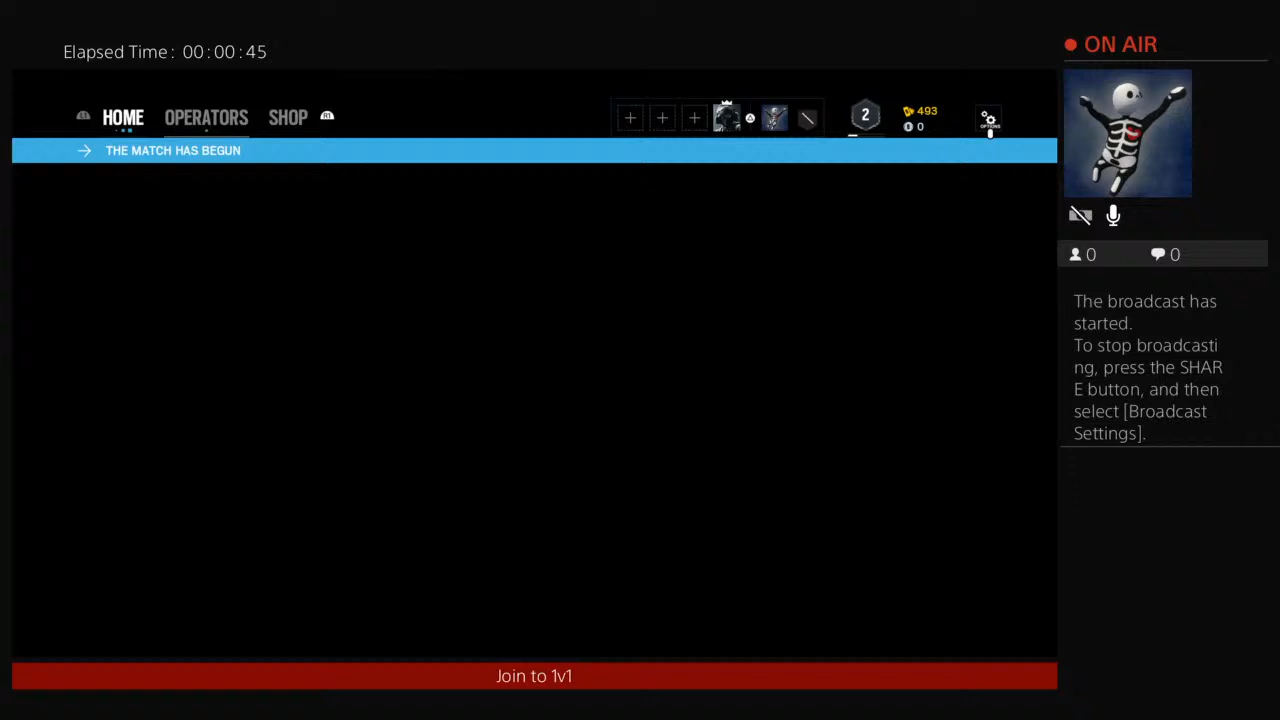 Elapsed Time: 00:00:45
ON AIR
HOME OPERATORS SHOP R1
2
493
0
OPTIONS
THE MATCH HAS BEGUN
0 0
The broadcast has
started.
To stop broadcasti
ng, press the SHAR
E button, and then
select [Broadcast
Settings].
Join to 1v1